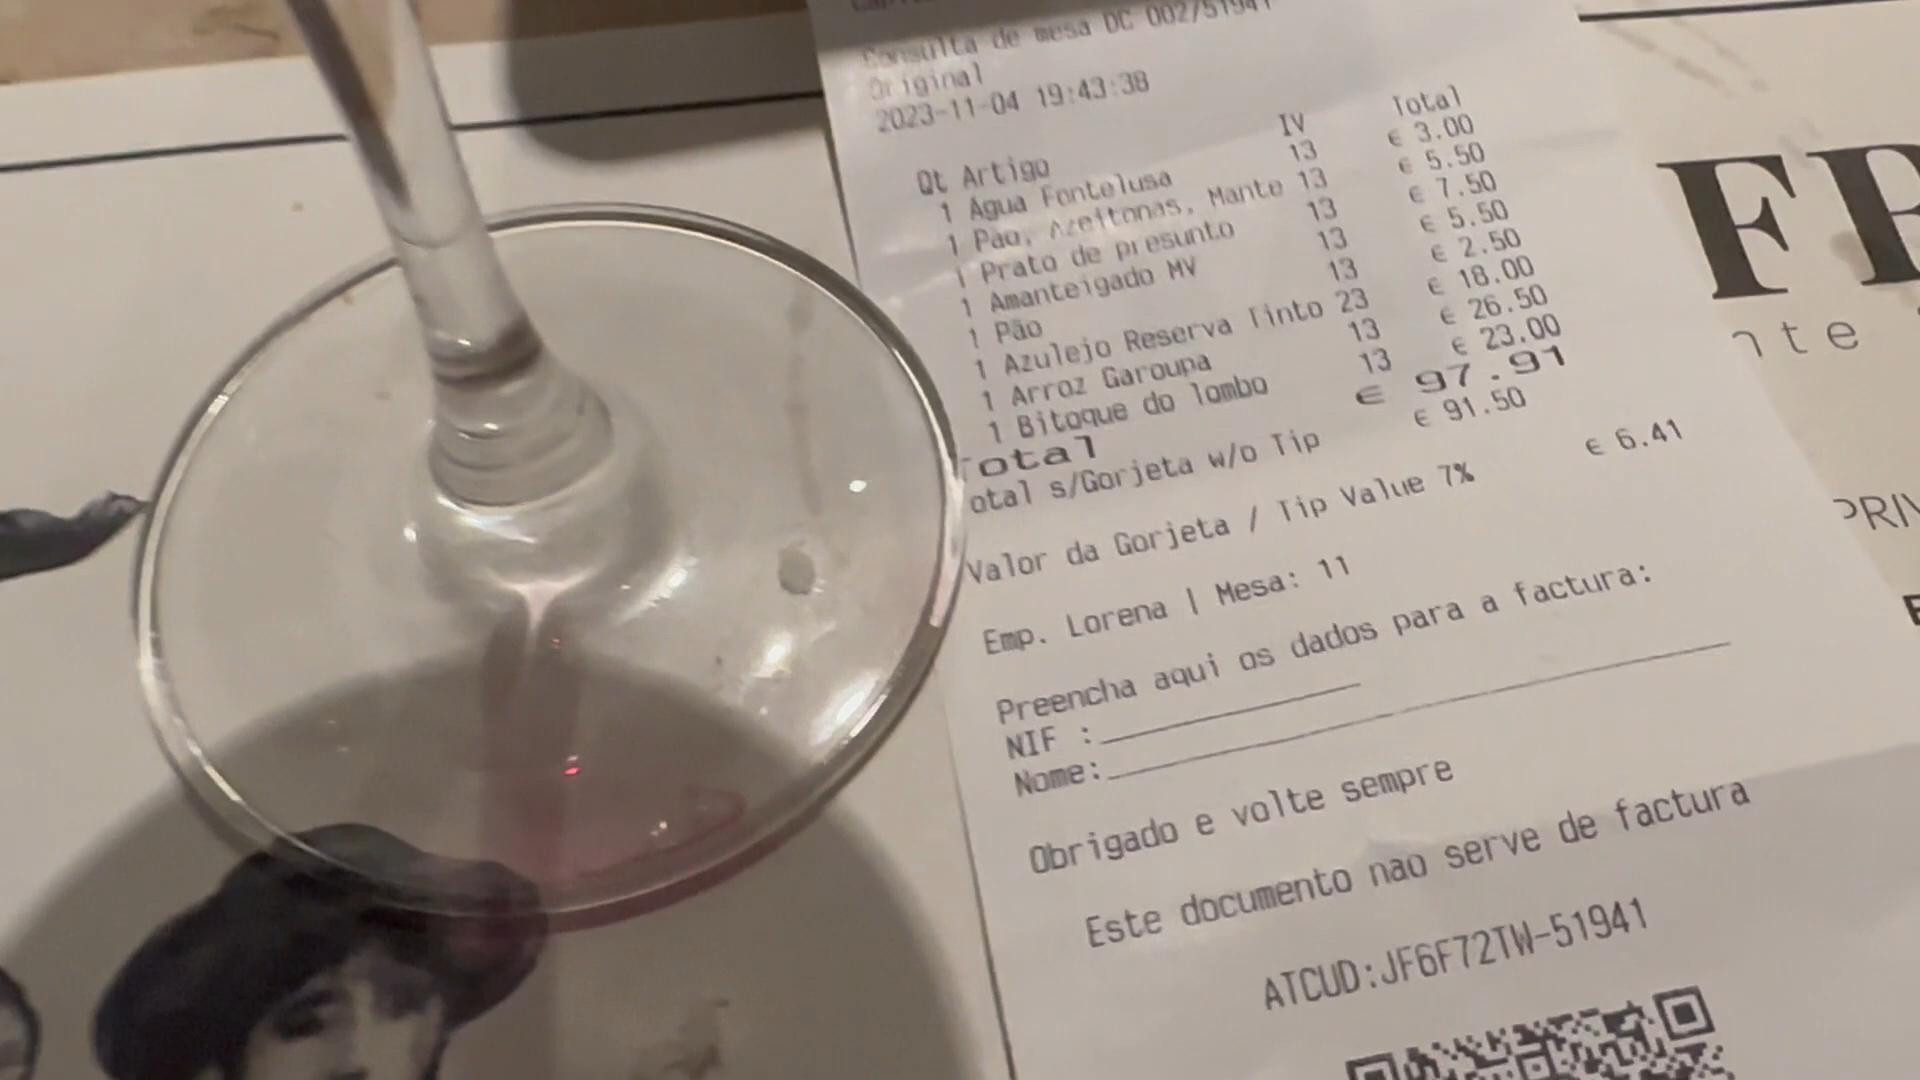 Consulta de mesa DC 002/51941
Original
2023-11-04 19:43:38
Qt Artigo IV Total
1 Agua Fontelusa 13 € 3.00
1 Pao, Azeitonas, Mante 13 € 5.50
1 Prato de presunto 13 € 7.50
1 Amanteigado MV 13 € 5.50
1 Pão 13 € 2.50
1 Azulejo Reserva Tinto 23 € 18.00
1 Arroz Garoupa 13 € 26.50
1 Bitoque do lombo 13 € 23.00
Total € 97.91
otal s/Gorjeta w/o Tip € 91.50
Valor da Gorjeta / Tip Value 7% € 6.41
Emp. Lorena | Mesa: 11
Preencha aqui os dados para a factura:
NIF :
Nome:
Obrigado e volte sempre
Este documento nao serve de factura
ATCUD:JF6F72TW-51941
nte
PRIV